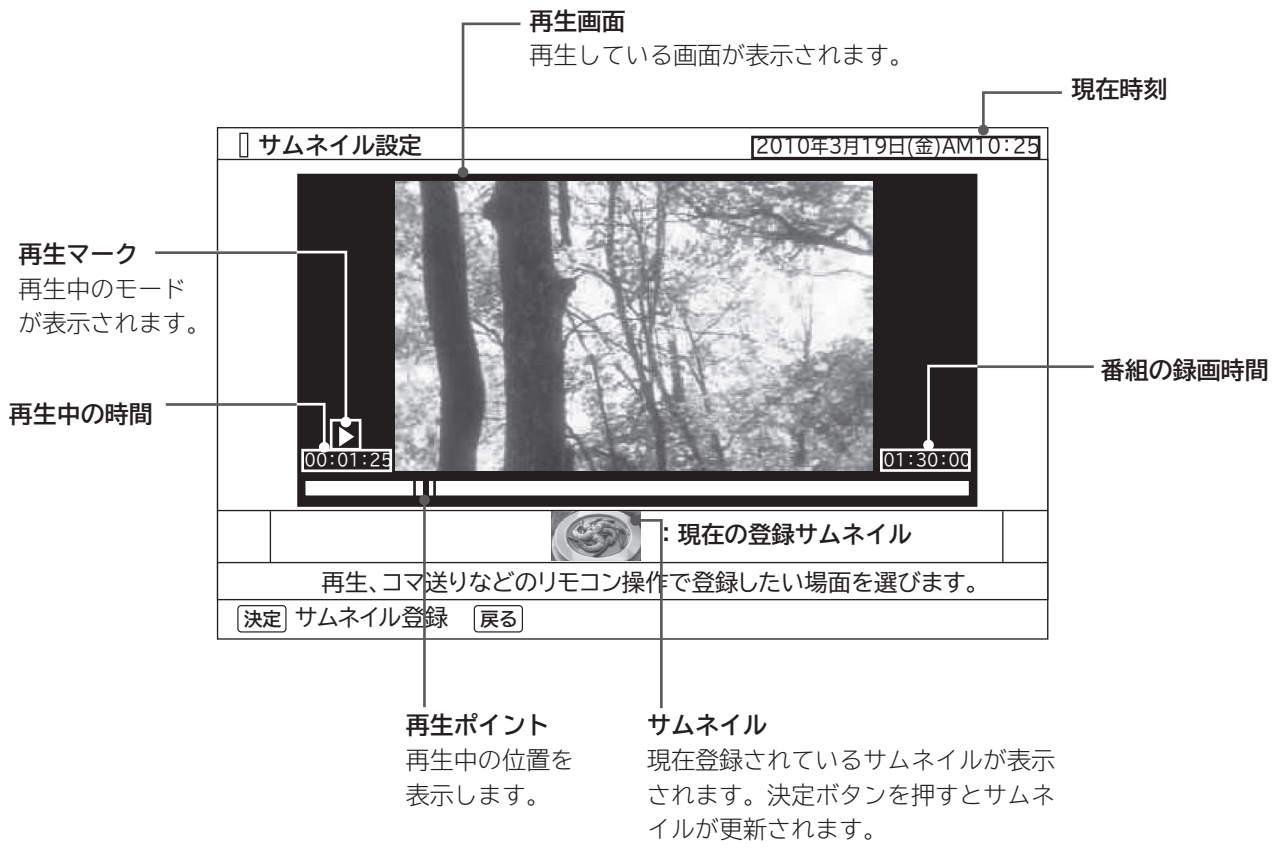 再生画面
再生している画面が表示されます。
現在時刻
サムネイル設定
2010年3月19日(金)AM10:25
再生マーク
再生中のモード
が表示されます。
番組の録画時間
再生中の時間
00:01:25
01:30:00
：現在の登録サムネイル
再生、コマ送りなどのリモコン操作で登録したい場面を選びます。
決定 サムネイル登録 戻る
再生ポイント
再生中の位置を
表示します。
サムネイル
現在登録されているサムネイルが表示
されます。決定ボタンを押すとサムネ
イルが更新されます。